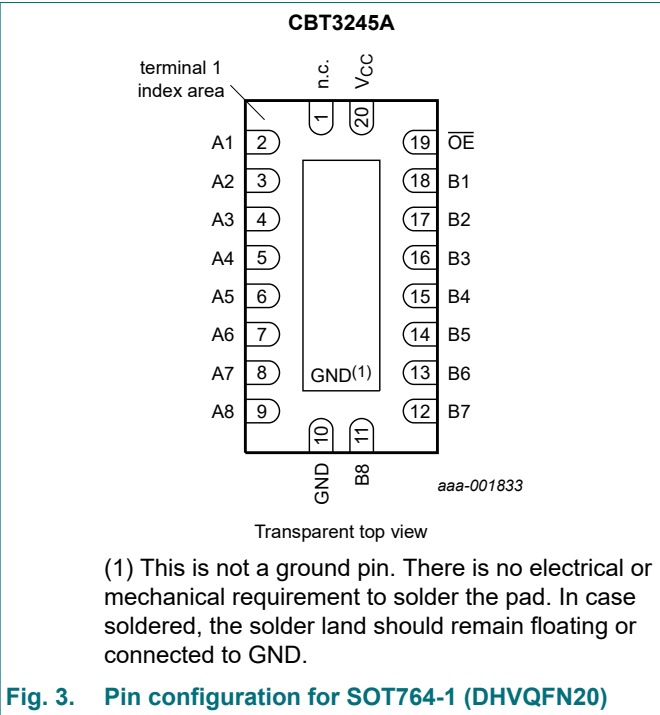 CBT3245A
terminal 1
index area
n.c.
VCC
1
20
A1 2 19 OE
A2 3 18 B1
A3 4 17 B2
A4 5 16 B3
A5 6 15 B4
A6 7 14 B5
A7 8 GND(1) 13 B6
A8 9 12 B7
10
11
GND
B8
aaa-001833
Transparent top view
(1) This is not a ground pin. There is no electrical or
mechanical requirement to solder the pad. In case
soldered, the solder land should remain floating or
connected to GND.
Fig. 3. Pin configuration for SOT764-1 (DHVQFN20)